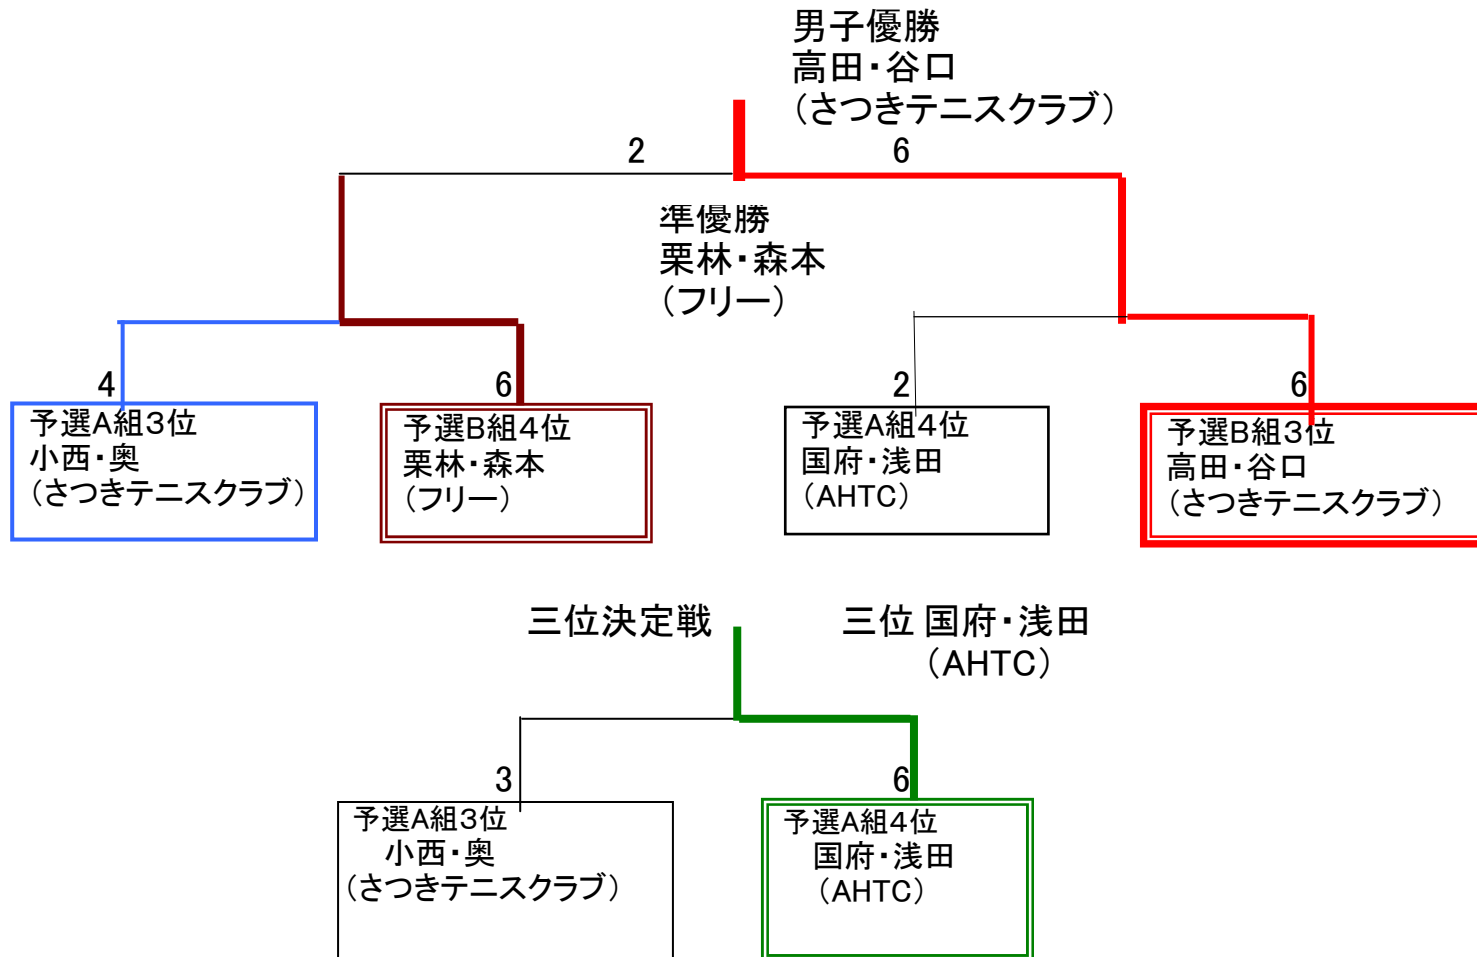 男子優勝
高田・谷口
(さつきテニスクラブ)
2
6
準優勝
栗林・森本
(フリー)
4
6
2
6
予選A組3位
小西・奥
(さつきテニスクラブ)
予選B組4位
栗林・森本
(フリー)
予選A組4位
国府・浅田
(AHTC)
予選B組3位
高田・谷口
(さつきテニスクラブ)
三位決定戦
三位 国府・浅田
(AHTC)
3
6
予選A組3位
小西・奥
(さつきテニスクラブ)
予選A組4位
国府・浅田
(AHTC)